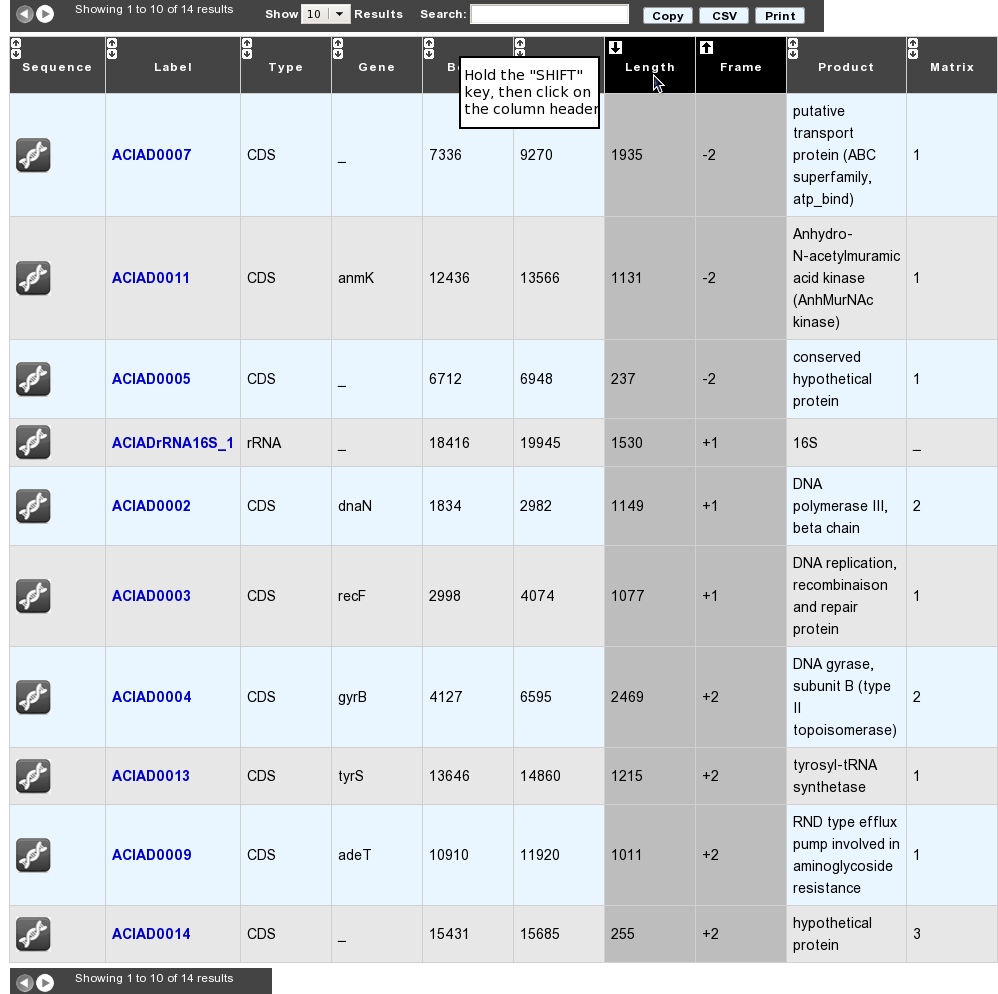 Showing 1 to 10 of 14 results Show 10 Results Search: Copy CSV Print
Sequence Label Type Gene Length Frame Product Matrix
Hold the "SHIFT"
key, then click on
the column header
ACIAD0007 CDS _ 7336 9270 1935 -2 putative
transport
protein (ABC
superfamily,
atp_bind) 1
ACIAD0011 CDS anmK 12436 13566 1131 -2 Anhydro-
N-acetylmuramic
acid kinase
(AnhMurNAc
kinase) 1
ACIAD0005 CDS _ 6712 6948 237 -2 conserved
hypothetical
protein 1
ACIADrRNA16S_1 rRNA _ 18416 19945 1530 +1 16S _
ACIAD0002 CDS dnaN 1834 2982 1149 +1 DNA
polymerase III,
beta chain 2
ACIAD0003 CDS recF 2998 4074 1077 +1 DNA replication,
recombinaison
and repair
protein 1
ACIAD0004 CDS gyrB 4127 6595 2469 +2 DNA gyrase,
subunit B (type
II
topoisomerase) 2
ACIAD0013 CDS tyrS 13646 14860 1215 +2 tyrosyl-tRNA
synthetase 1
ACIAD0009 CDS adeT 10910 11920 1011 +2 RND type efflux
pump involved in
aminoglycoside
resistance 1
ACIAD0014 CDS _ 15431 15685 255 +2 hypothetical
protein 3
Showing 1 to 10 of 14 results